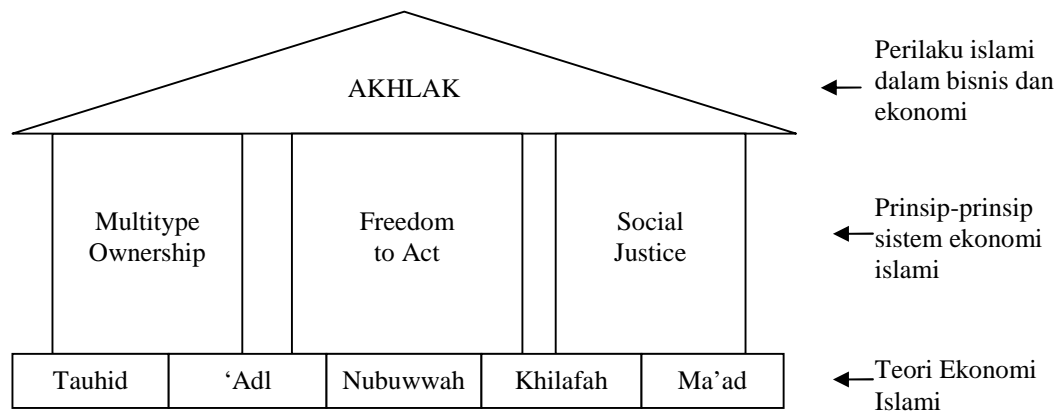 AKHLAK
Perilaku islami
dalam bisnis dan
ekonomi
Multitype
Ownership
Freedom
to Act
Social
Justice
Prinsip-prinsip
sistem ekonomi
islami
Tauhid
‘Adl
Nubuwwah
Khilafah
Ma’ad
Teori Ekonomi
Islami